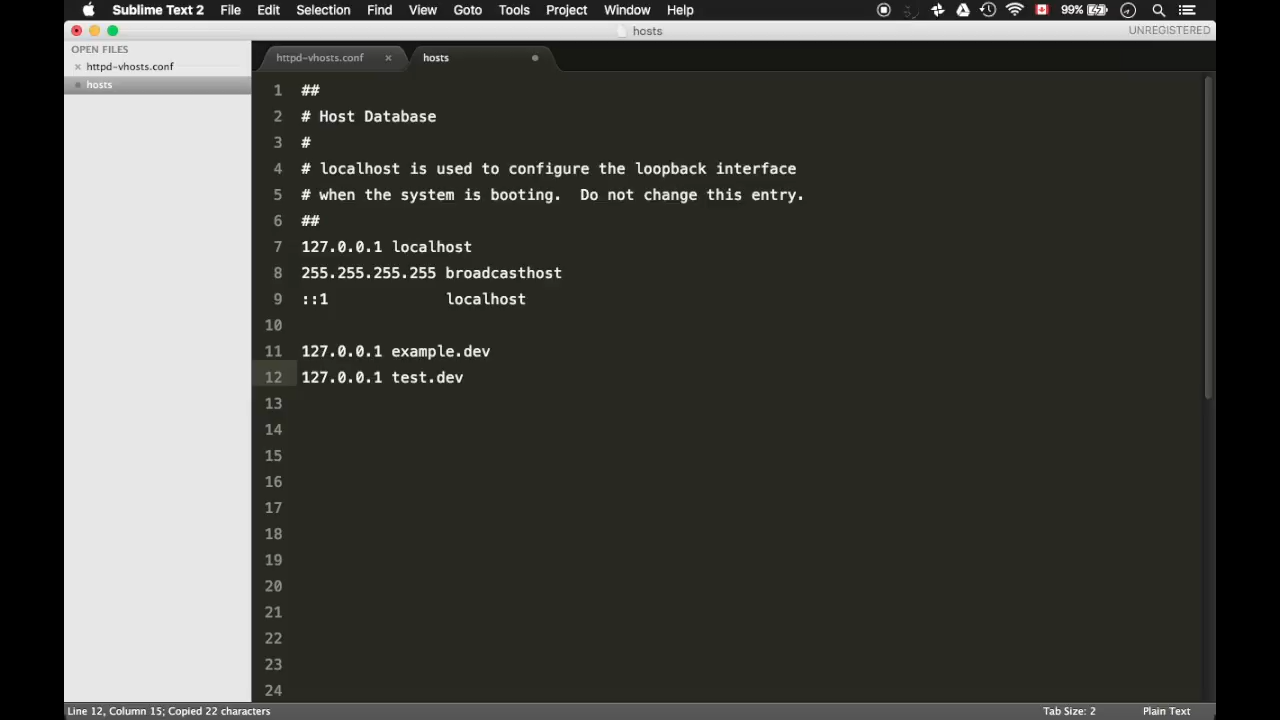 Sublime Text 2 File Edit Selection Find View Goto Tools Project Window Help 99%
hosts UNREGISTERED
OPEN FILES
httpd-vhosts.conf
hosts
httpd-vhosts.conf hosts
1 ##
2 # Host Database
3 #
4 # localhost is used to configure the loopback interface
5 # when the system is booting.  Do not change this entry.
6 ##
7 127.0.0.1 localhost
8 255.255.255.255 broadcasthost
9 ::1             localhost
10
11 127.0.0.1 example.dev
12 127.0.0.1 test.dev
13
14
15
16
17
18
19
20
21
22
23
24
Line 12, Column 15; Copied 22 characters Tab Size: 2 Plain Text